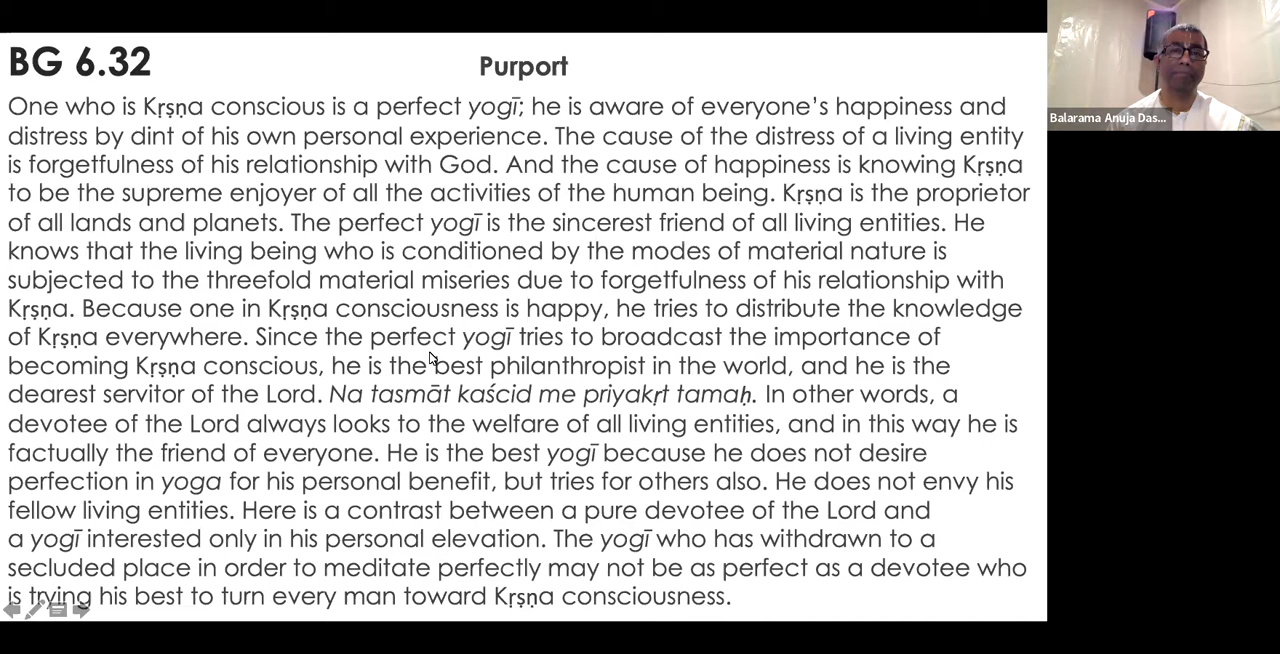 BG 6.32
Purport
One who is Kṛṣṇa conscious is a perfect yogī; he is aware of everyone’s happiness and
distress by dint of his own personal experience. The cause of the distress of a living entity
is forgetfulness of his relationship with God. And the cause of happiness is knowing Kṛṣṇa
to be the supreme enjoyer of all the activities of the human being. Kṛṣṇa is the proprietor
of all lands and planets. The perfect yogī is the sincerest friend of all living entities. He
knows that the living being who is conditioned by the modes of material nature is
subjected to the threefold material miseries due to forgetfulness of his relationship with
Kṛṣṇa. Because one in Kṛṣṇa consciousness is happy, he tries to distribute the knowledge
of Kṛṣṇa everywhere. Since the perfect yogī tries to broadcast the importance of
becoming Kṛṣṇa conscious, he is the best philanthropist in the world, and he is the
dearest servitor of the Lord. Na tasmāt kaścid me priyakṛt tamaḥ. In other words, a
devotee of the Lord always looks to the welfare of all living entities, and in this way he is
factually the friend of everyone. He is the best yogī because he does not desire
perfection in yoga for his personal benefit, but tries for others also. He does not envy his
fellow living entities. Here is a contrast between a pure devotee of the Lord and
a yogī interested only in his personal elevation. The yogī who has withdrawn to a
secluded place in order to meditate perfectly may not be as perfect as a devotee who
is trying his best to turn every man toward Kṛṣṇa consciousness.
Balarama Anuja Das...